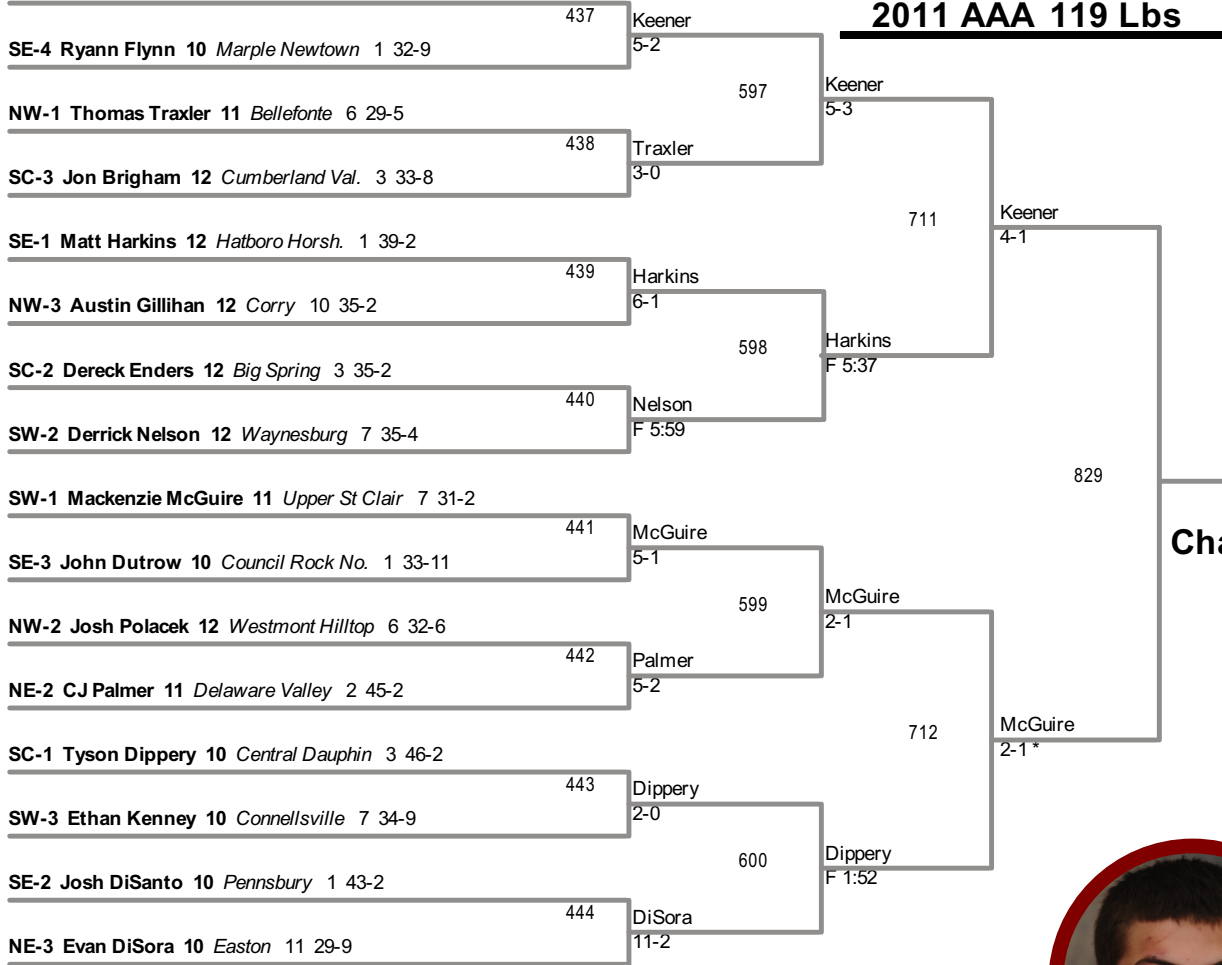 2011 AAA 119 Lbs
437
Keener
5-2
SE-4 Ryann Flynn 10 Marple Newtown 1 32-9
597
Keener
5-3
NW-1 Thomas Traxler 11 Bellefonte 6 29-5
438
Traxler
3-0
SC-3 Jon Brigham 12 Cumberland Val. 3 33-8
711
Keener
4-1
SE-1 Matt Harkins 12 Hatboro Horsh. 1 39-2
439
Harkins
6-1
NW-3 Austin Gillihan 12 Corry 10 35-2
598
Harkins
F 5:37
SC-2 Dereck Enders 12 Big Spring 3 35-2
440
Nelson
F 5:59
SW-2 Derrick Nelson 12 Waynesburg 7 35-4
829
SW-1 Mackenzie McGuire 11 Upper St Clair 7 31-2
441
McGuire
5-1
SE-3 John Dutrow 10 Council Rock No. 1 33-11
599
McGuire
2-1
NW-2 Josh Polacek 12 Westmont Hilltop 6 32-6
442
Palmer
5-2
NE-2 CJ Palmer 11 Delaware Valley 2 45-2
712
McGuire
2-1 *
SC-1 Tyson Dippery 10 Central Dauphin 3 46-2
443
Dippery
2-0
SW-3 Ethan Kenney 10 Connellsville 7 34-9
600
Dippery
F 1:52
SE-2 Josh DiSanto 10 Pennsbury 1 43-2
444
DiSora
11-2
NE-3 Evan DiSora 10 Easton 11 29-9